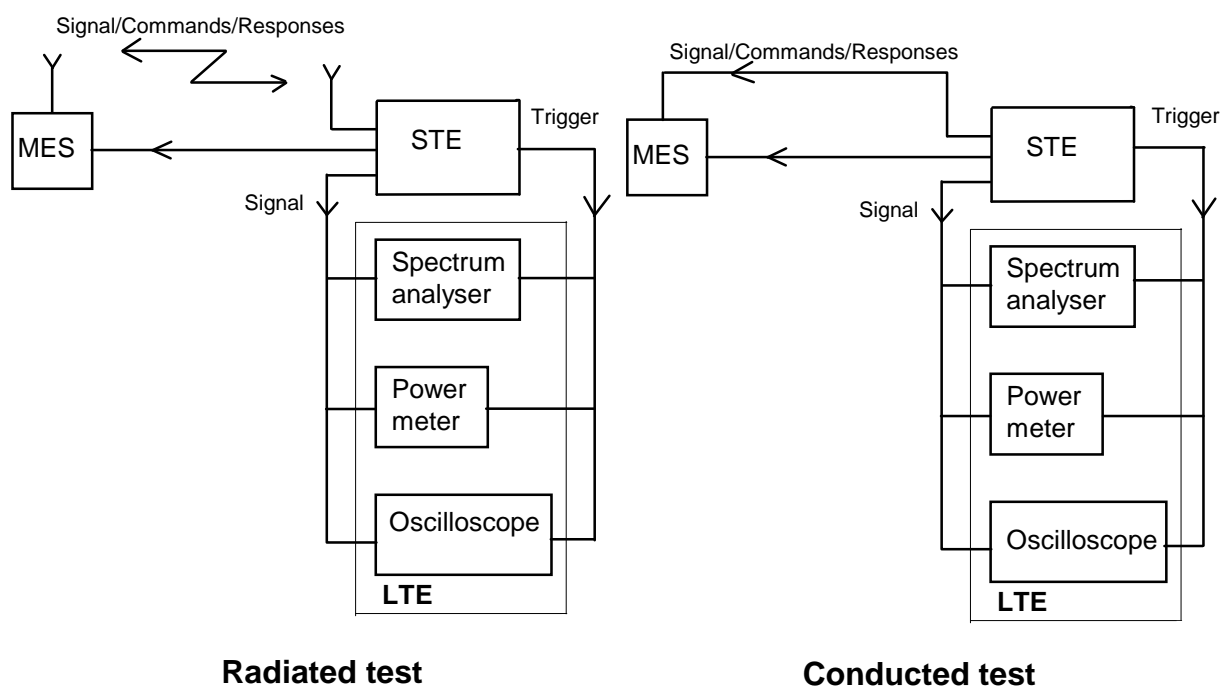 Signal/Commands/Responses
MES
STE
Trigger
Signal
Spectrum
analyser
Power
meter
Oscilloscope
LTE
Radiated test
Signal/Commands/Responses
MES
STE
Trigger
Signal
Spectrum
analyser
Power
meter
Oscilloscope
LTE
Conducted test